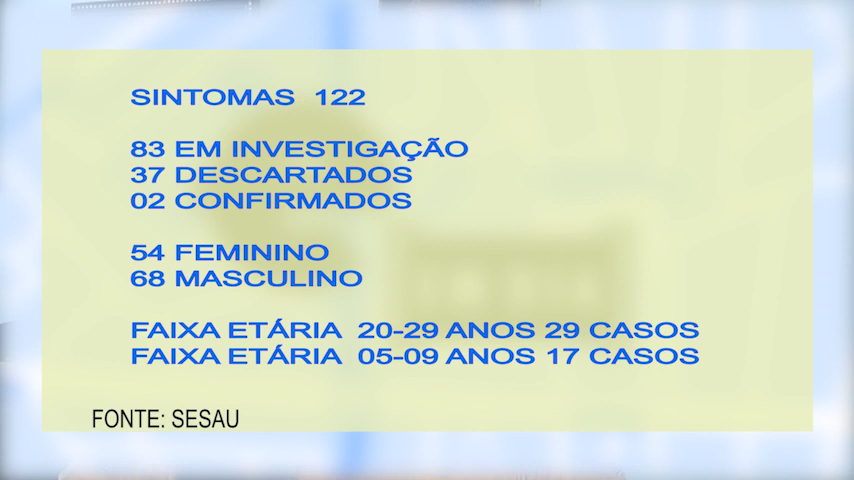 SINTOMAS 122
83 EM INVESTIGAÇÃO
37 DESCARTADOS
02 CONFIRMADOS
54 FEMININO
68 MASCULINO
FAIXA ETÁRIA 20-29 ANOS 29 CASOS
FAIXA ETÁRIA 05-09 ANOS 17 CASOS
FONTE: SESAU